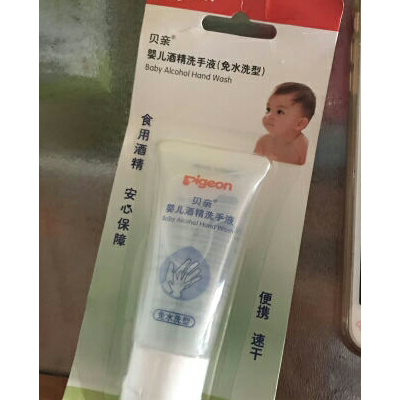 贝亲®
婴儿酒精洗手液(免水洗型)
Baby Alcohol Hand Wash
食用酒精 安心保障
Pigeon
贝亲®
婴儿酒精洗手液
Baby Alcohol Hand Wash
免水洗型
便携 速干